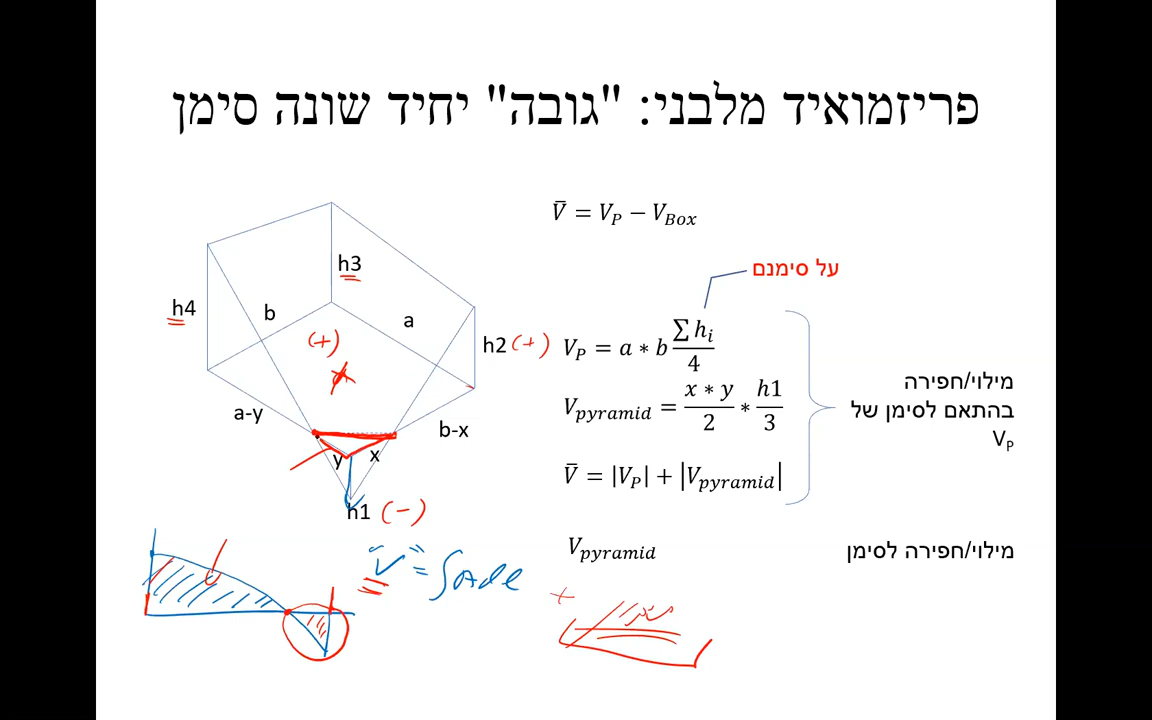 פריזמואיד מלבני: "גובה" יחיד שונה סימן
V̄ = V_P − V_Box
על סימנם
h3
h4
b
a
(+)
h2 (+)
V_P = a * b (∑ h_i)/4
מילוי/חפירה
בהתאם לסימן של
V_P
V_pyramid = (x * y)/2 * h1/3
a-y
b-x
y
x
V̄ = |V_P| + |V_pyramid|
h1 (-)
V_pyramid
מילוי/חפירה לסימן
"V" = ∫
+